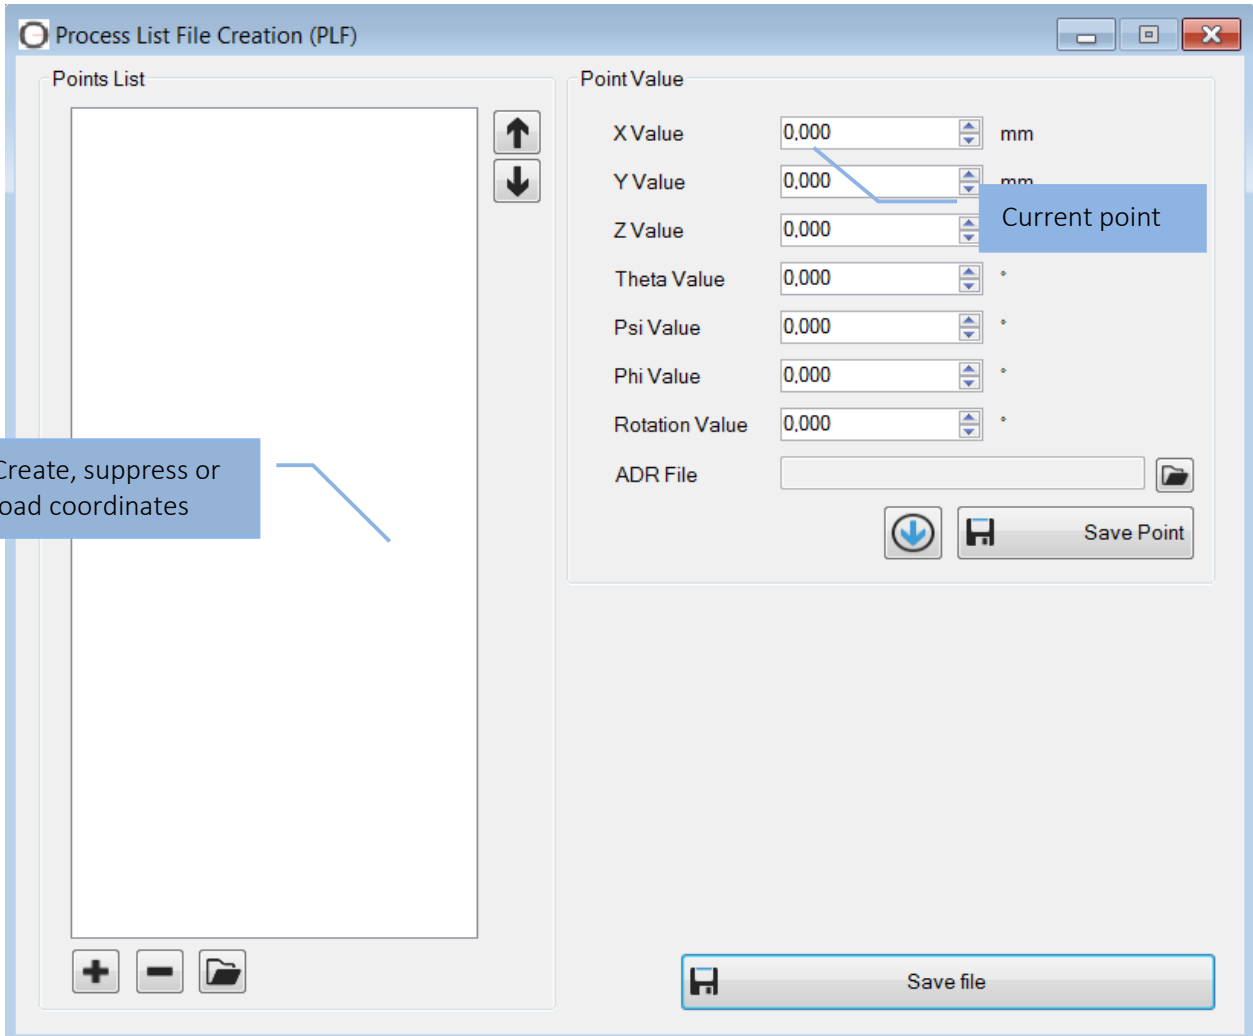 Process List File Creation (PLF)
Points List
Point Value
X Value 0,000 mm
Y Value 0,000 mm
Z Value 0,000
Current point
Theta Value 0,000 °
Psi Value 0,000 °
Phi Value 0,000 °
Rotation Value 0,000 °
ADR File
Create, suppress or
oad coordinates
Save Point
Save file